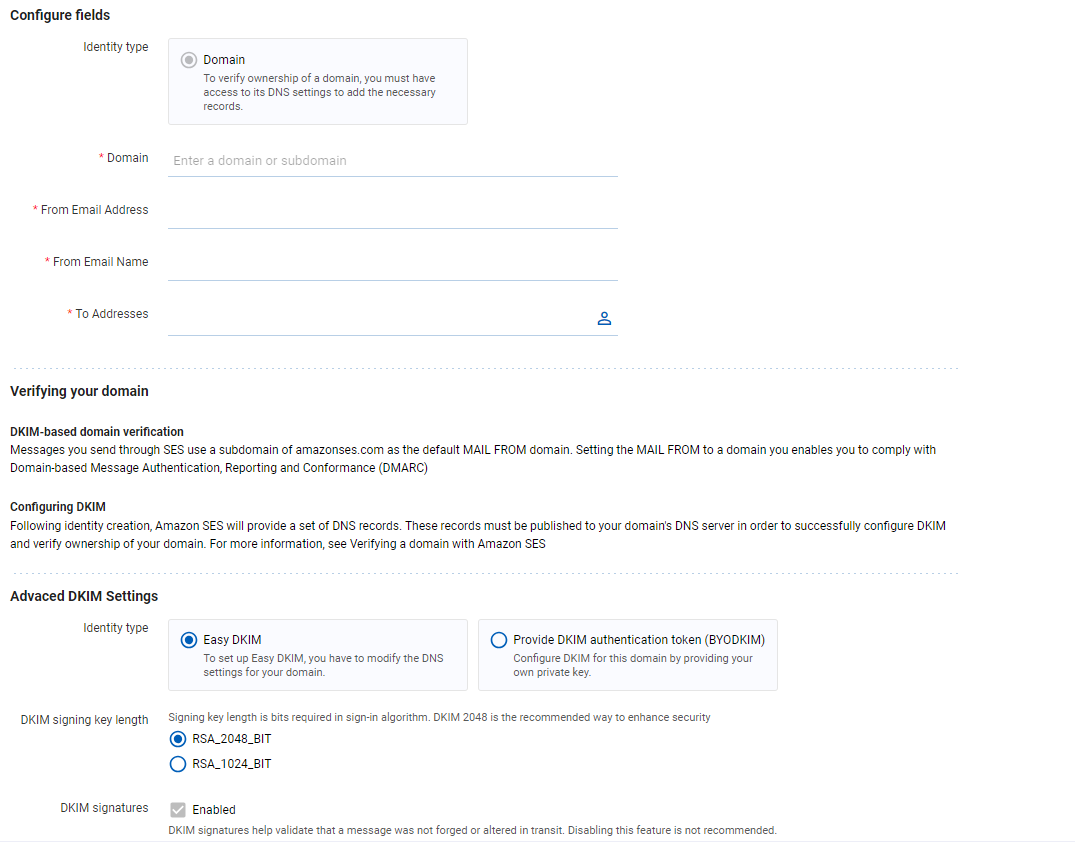 Configure fields
Identity type
Domain
To verify ownership of a domain, you must have
access to its DNS settings to add the necessary
records.
* Domain
Enter a domain or subdomain
* From Email Address
* From Email Name
* To Addresses
Verifying your domain
DKIM-based domain verification
Messages you send through SES use a subdomain of amazonses.com as the default MAIL FROM domain. Setting the MAIL FROM to a domain you enables you to comply with
Domain-based Message Authentication, Reporting and Conformance (DMARC)
Configuring DKIM
Following identity creation, Amazon SES will provide a set of DNS records. These records must be published to your domain's DNS server in order to successfully configure DKIM
and verify ownership of your domain. For more information, see Verifying a domain with Amazon SES
Advaced DKIM Settings
Identity type
Easy DKIM
To set up Easy DKIM, you have to modify the DNS
settings for your domain.
Provide DKIM authentication token (BYODKIM)
Configure DKIM for this domain by providing your
own private key.
DKIM signing key length
Signing key length is bits required in sign-in algorithm. DKIM 2048 is the recommended way to enhance security
RSA_2048_BIT
RSA_1024_BIT
DKIM signatures
Enabled
DKIM signatures help validate that a message was not forged or altered in transit. Disabling this feature is not recommended.